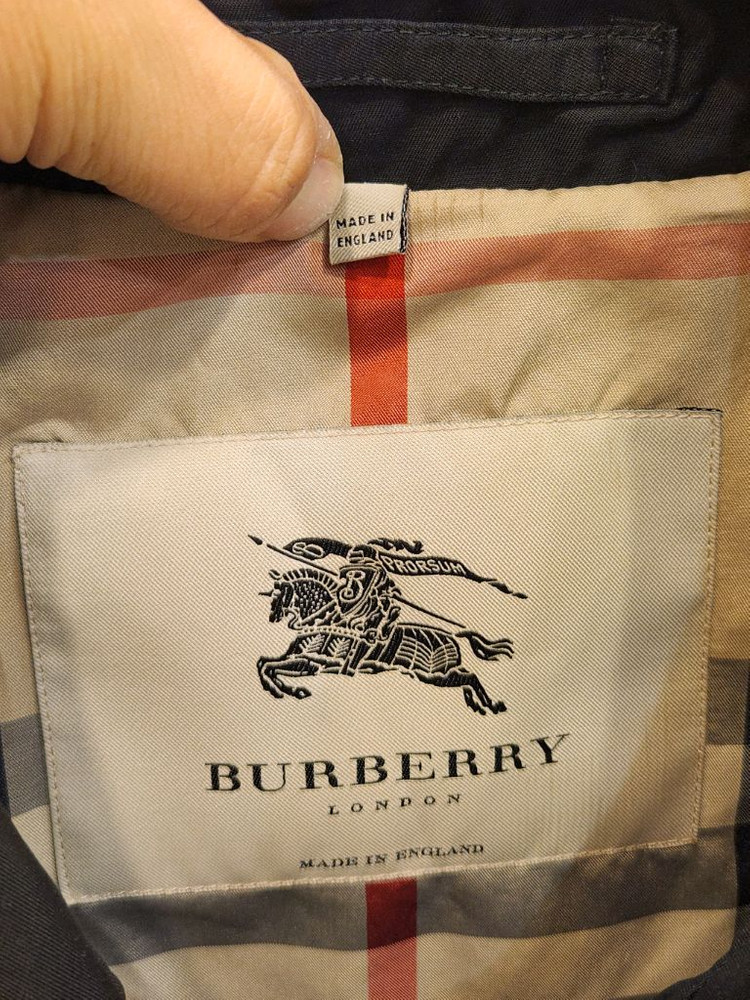 MADE IN
ENGLAND
PRORSUM
B
B
BURBERRY
LONDON
MADE IN ENGLAND